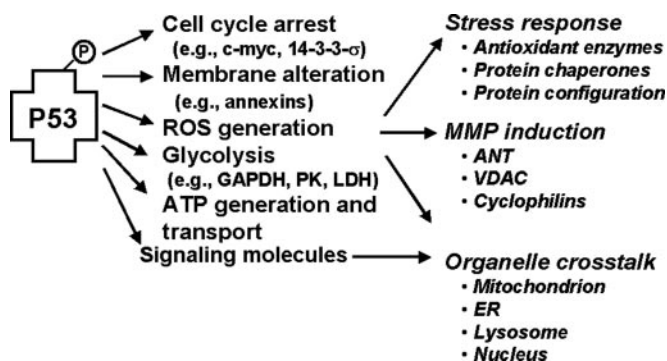 P
P53
Cell cycle arrest
(e.g., c-myc, 14-3-3-σ)
Membrane alteration
(e.g., annexins)
ROS generation
Glycolysis
(e.g., GAPDH, PK, LDH)
ATP generation and
transport
Signaling molecules
Stress response
• Antioxidant enzymes
• Protein chaperones
• Protein configuration
MMP induction
• ANT
• VDAC
• Cyclophilins
Organelle crosstalk
• Mitochondrion
• ER
• Lysosome
• Nucleus